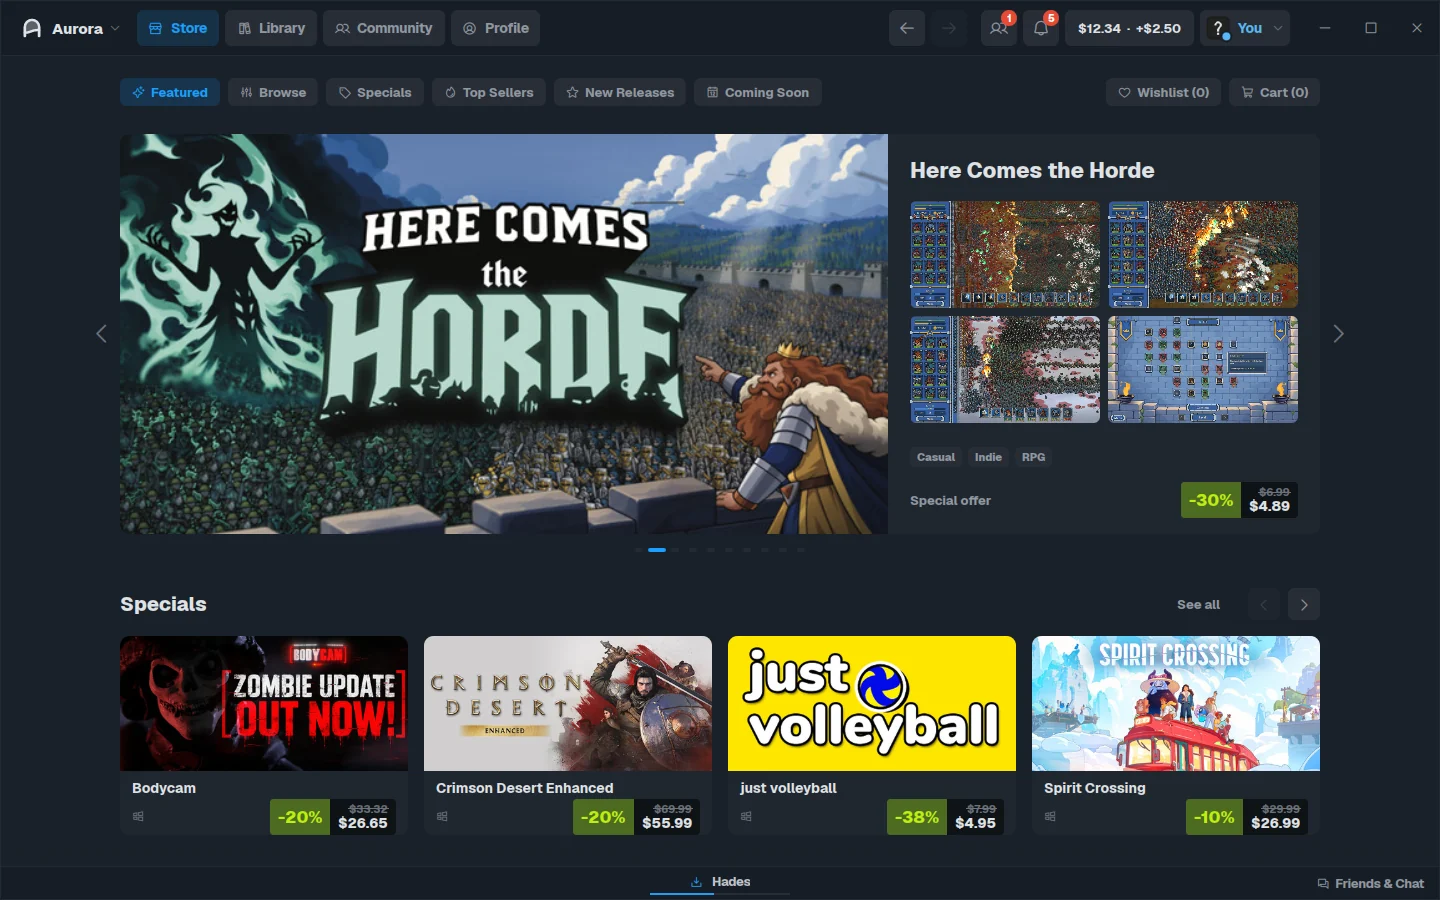 Aurora
Store
Library
Community
Profile
1
5
$12.34 · +$2.50
?
You
Featured
Browse
Specials
Top Sellers
New Releases
Coming Soon
Wishlist (0)
Cart (0)
HERE COMES
the
HORDE
Here Comes the Horde
Casual
Indie
RPG
Special offer
-30%
$6.99
$4.89
Specials
See all
BODYCAM
ZOMBIE UPDATE
OUT NOW!
Bodycam
-20%
$33.32
$26.65
CRIMSON
DESERT
ENHANCED
Crimson Desert Enhanced
-20%
$69.99
$55.99
just
volleyball
just volleyball
-38%
$7.99
$4.95
SPIRIT CROSSING
Spirit Crossing
-10%
$29.99
$26.99
Hades
Friends & Chat